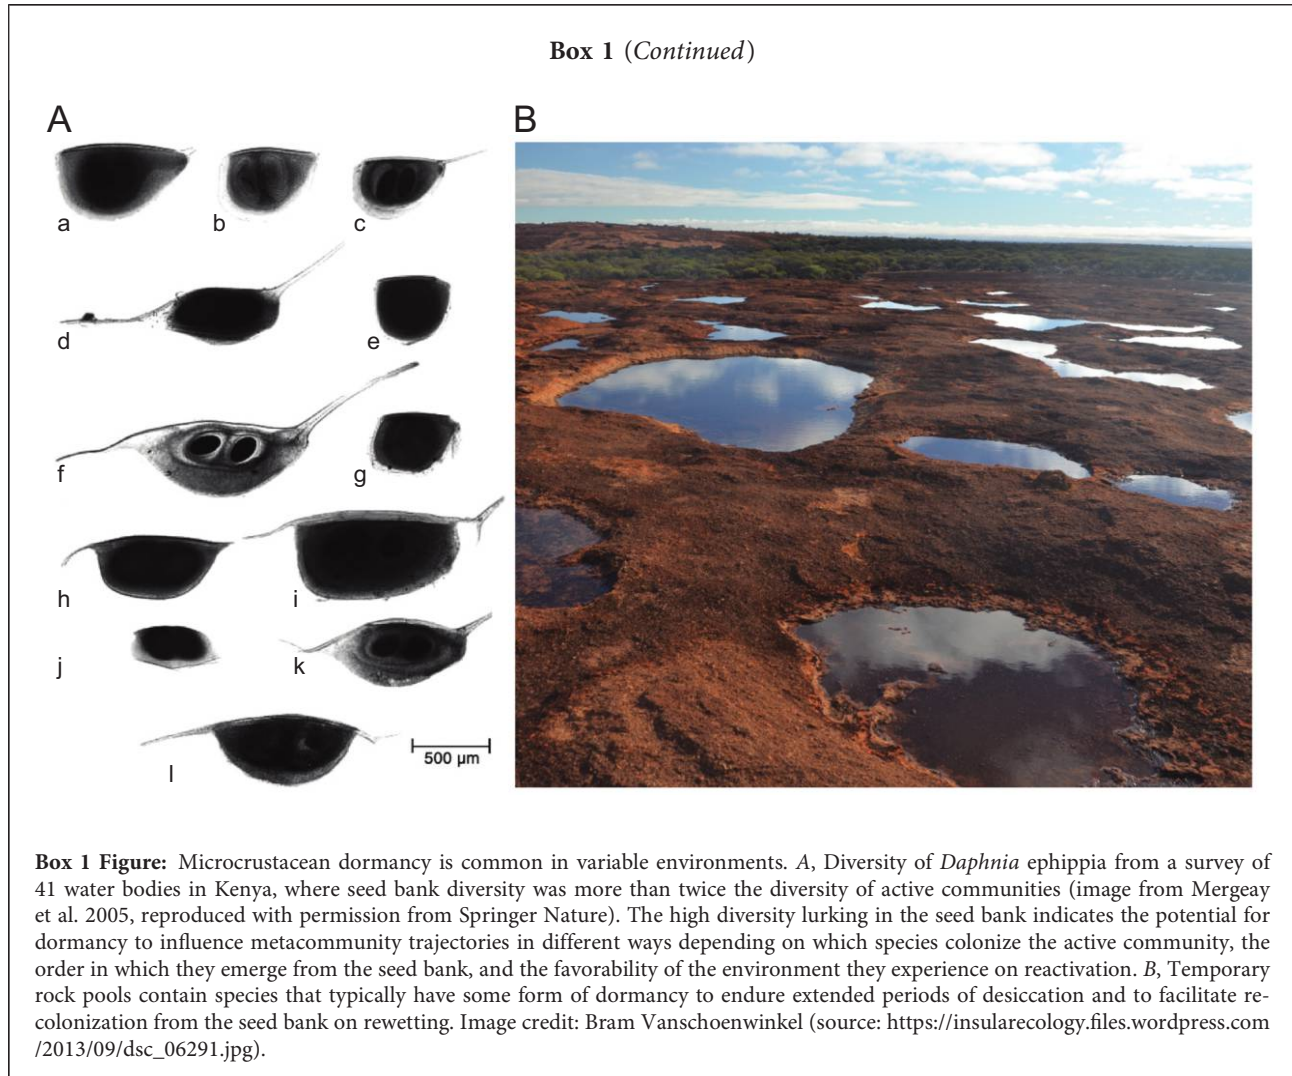 Box 1 (Continued)
A
B
a
b
c
d
e
f
g
h
i
j
k
l
500 μm
Box 1 Figure: Microcrustacean dormancy is common in variable environments. A, Diversity of Daphnia ephippia from a survey of
41 water bodies in Kenya, where seed bank diversity was more than twice the diversity of active communities (image from Mergeay
et al. 2005, reproduced with permission from Springer Nature). The high diversity lurking in the seed bank indicates the potential for
dormancy to influence metacommunity trajectories in different ways depending on which species colonize the active community, the
order in which they emerge from the seed bank, and the favorability of the environment they experience on reactivation. B, Temporary
rock pools contain species that typically have some form of dormancy to endure extended periods of desiccation and to facilitate re-
colonization from the seed bank on rewetting. Image credit: Bram Vanschoenwinkel (source: https://insularecology.files.wordpress.com
/2013/09/dsc_06291.jpg).